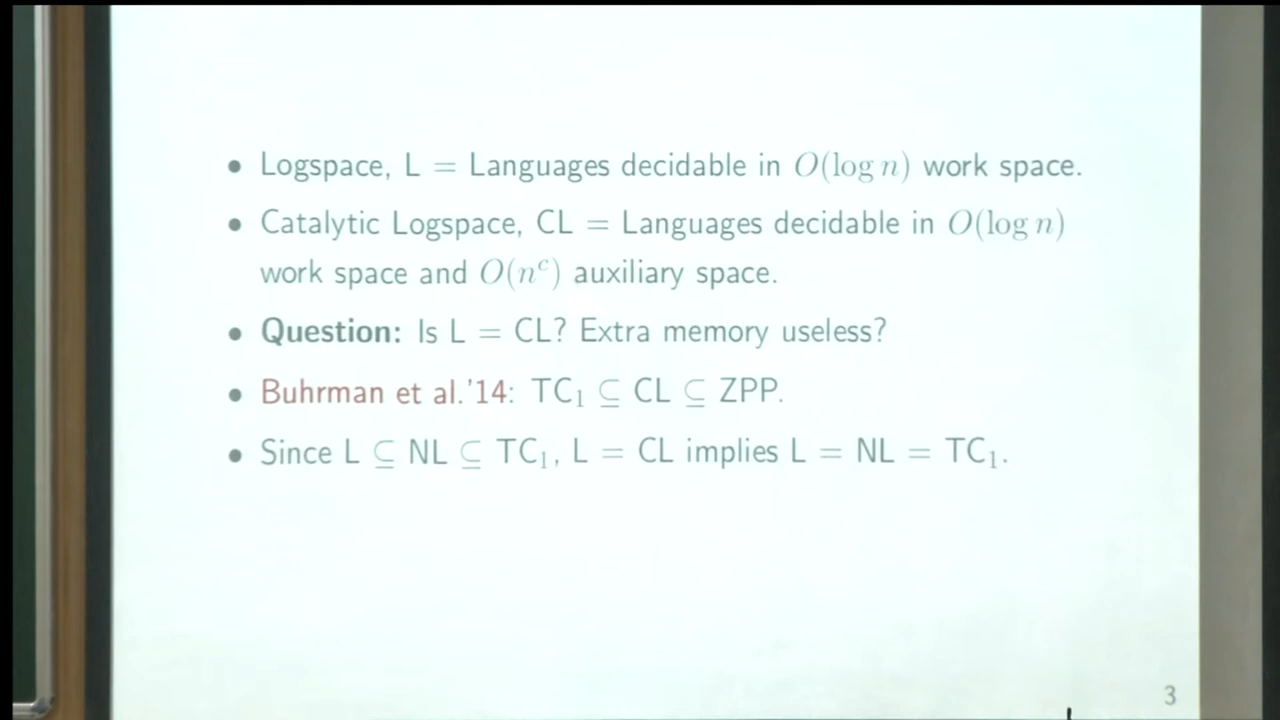 • Logspace, L = Languages decidable in O(log n) work space.
• Catalytic Logspace, CL = Languages decidable in O(log n)
work space and O(nᶜ) auxiliary space.
• Question: Is L = CL? Extra memory useless?
• Buhrman et al.'14: TC₁ ⊆ CL ⊆ ZPP.
• Since L ⊆ NL ⊆ TC₁, L = CL implies L = NL = TC₁.
3